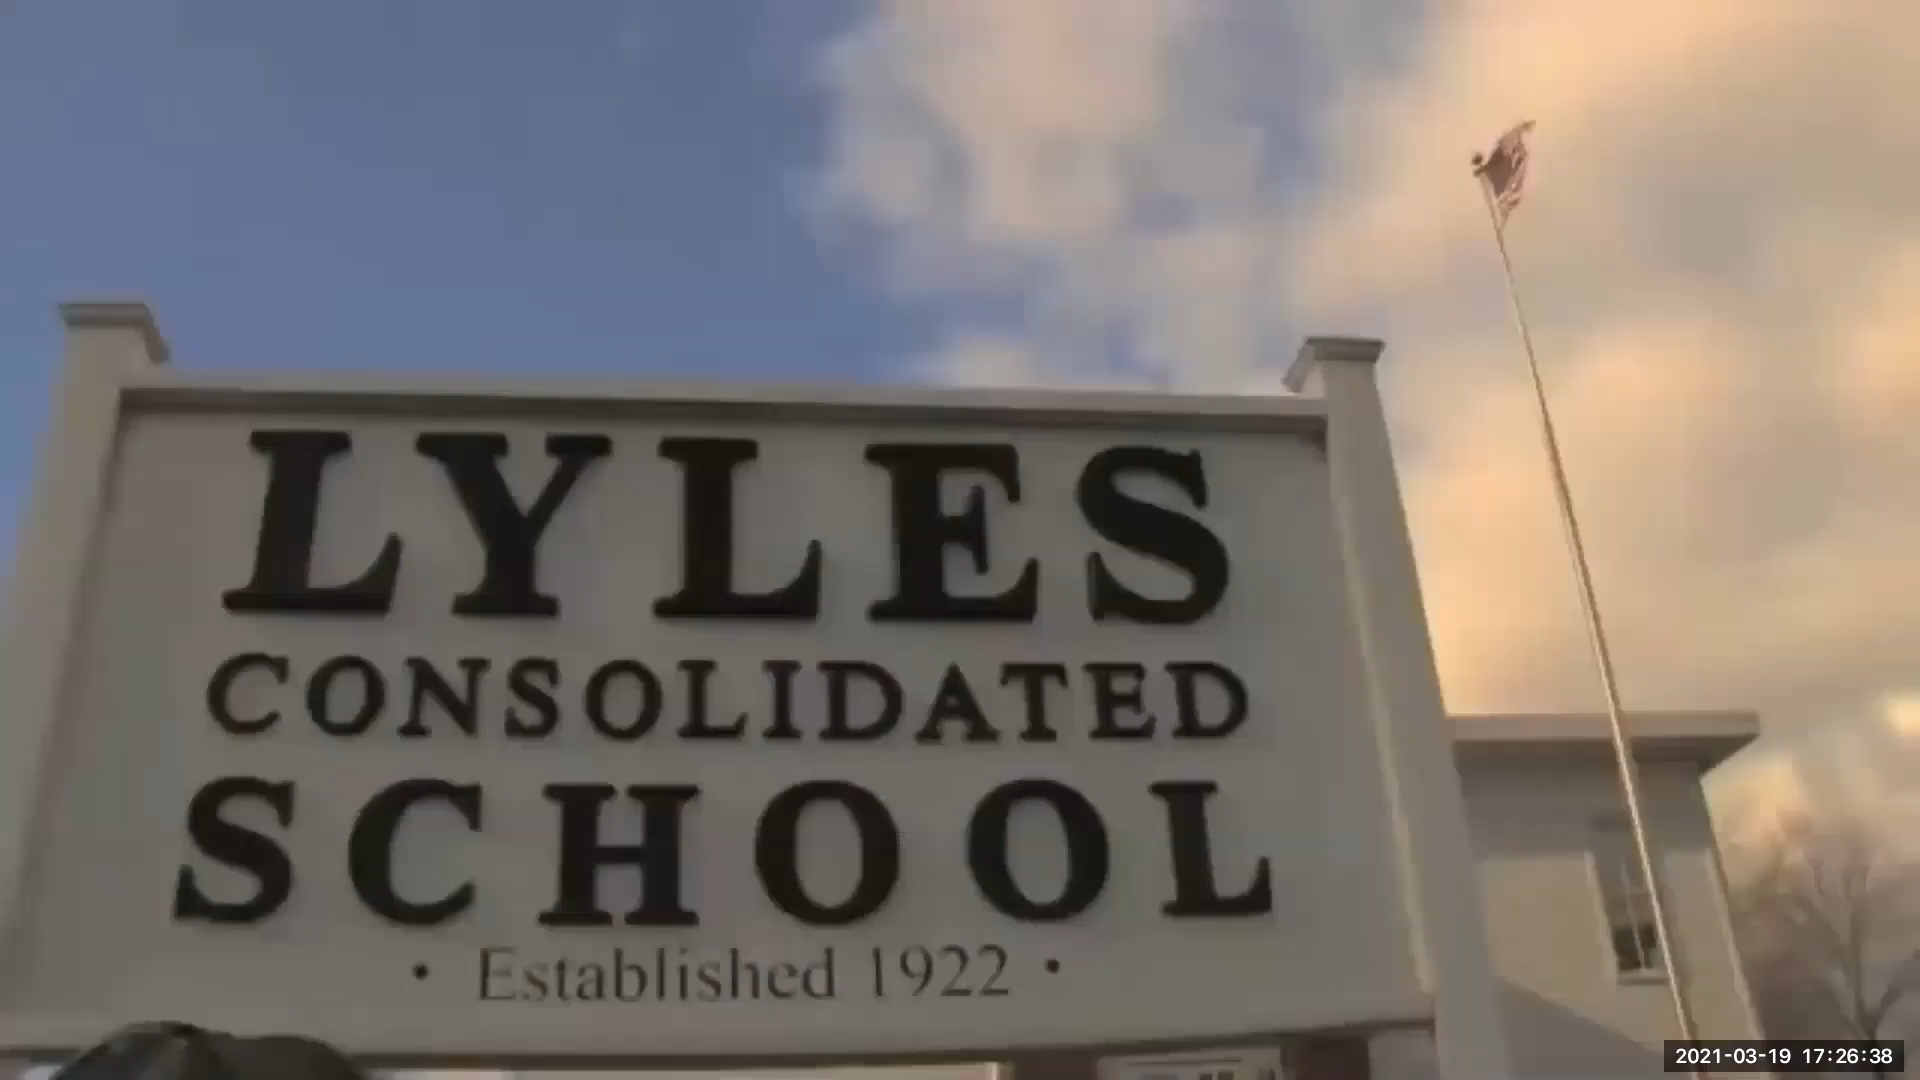 LYLES
CONSOLIDATED
SCHOOL
• Established 1922 •
2021-03-19 17:26:38